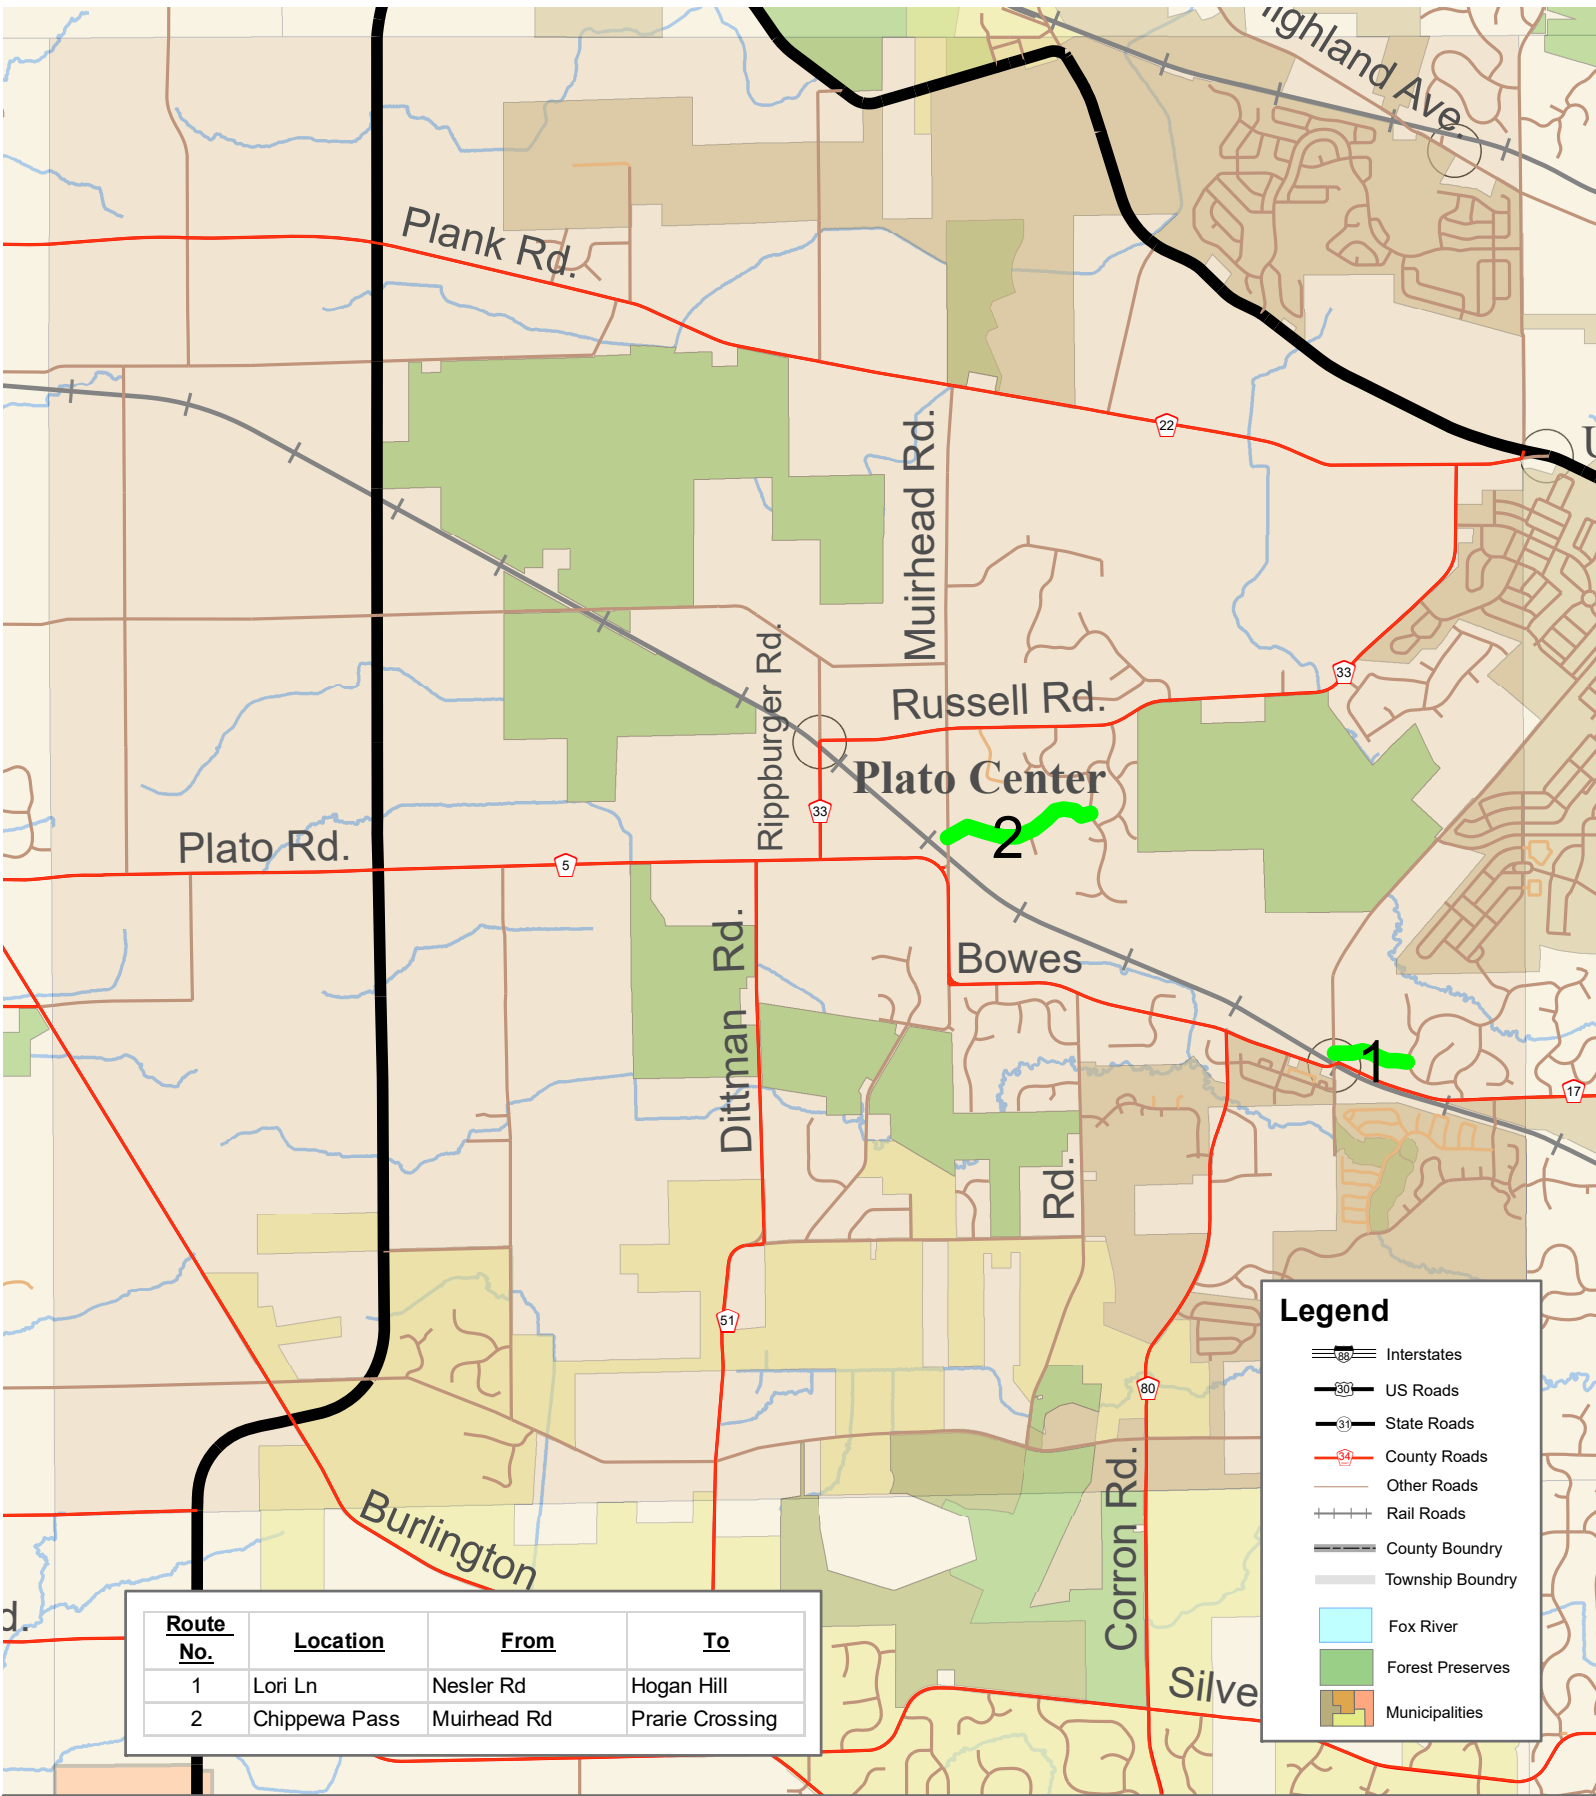 Highland Ave.
Plank Rd.
22
Muirhead Rd.
Rippburger Rd.
33
Russell Rd.
Plato Center
33
2
Plato Rd.
5
Dittman Rd.
Bowes
1
17
Rd.
51
80
Corron Rd.
Burlington
Silve
d.
U
Legend
88 Interstates
30 US Roads
31 State Roads
34 County Roads
Other Roads
Rail Roads
County Boundry
Township Boundry
Fox River
Forest Preserves
Municipalities
Route No. Location From To
1 Lori Ln Nesler Rd Hogan Hill
2 Chippewa Pass Muirhead Rd Prarie Crossing